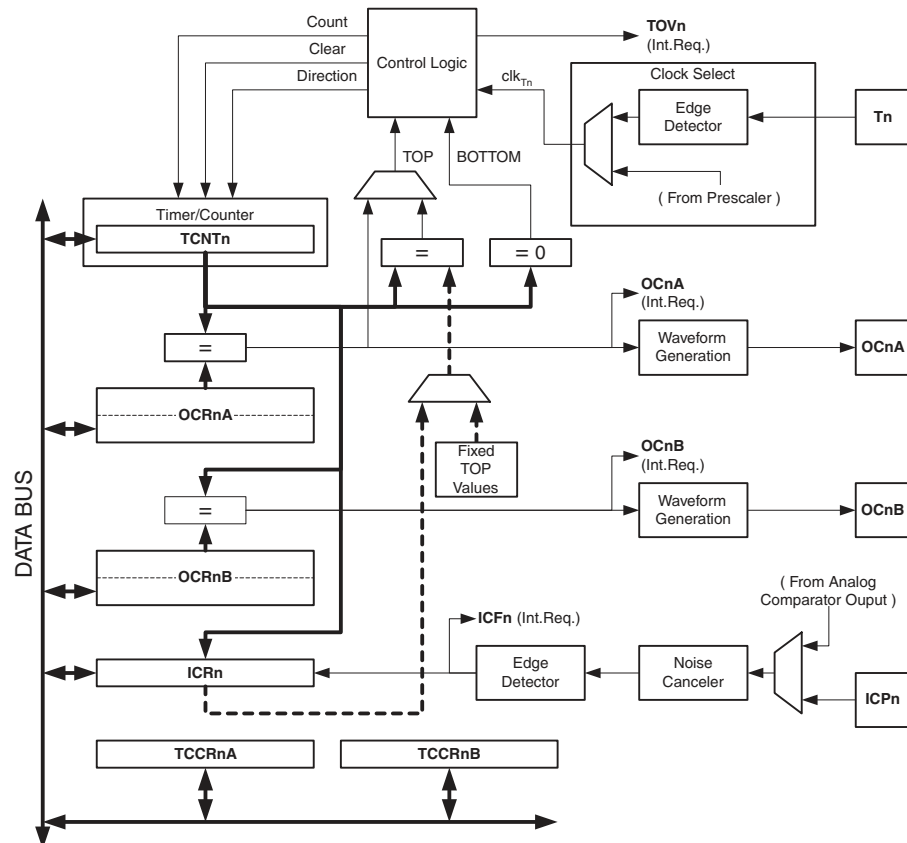 Count
Clear
Direction
Control Logic
TOVn
(Int.Req.)
clkTn
Clock Select
Edge
Detector
Tn
( From Prescaler )
TOP
BOTTOM
Timer/Counter
TCNTn
=
= 0
=
OCRnA
OCnA
(Int.Req.)
Waveform
Generation
OCnA
Fixed
TOP
Values
=
OCRnB
OCnB
(Int.Req.)
Waveform
Generation
OCnB
DATA BUS
( From Analog
Comparator Ouput )
ICFn (Int.Req.)
ICRn
Edge
Detector
Noise
Canceler
ICPn
TCCRnA
TCCRnB